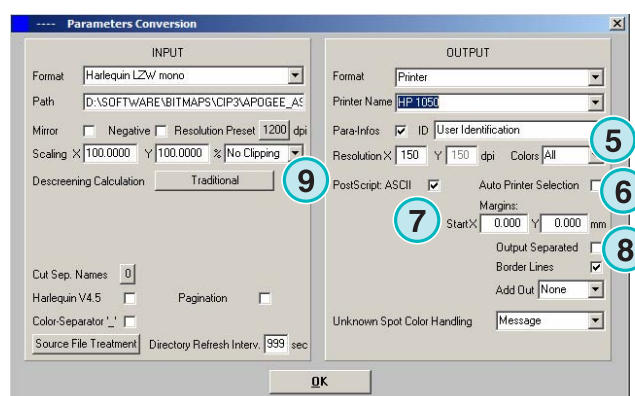 ---- Parameters Conversion
INPUT
Format Harlequin LZW mono
Path D:\SOFTWARE\BITMAPS\CIP3\APOGEE_AS
Mirror Negative Resolution Preset 1200 dpi
Scaling X 100.0000 Y 100.0000 % No Clipping
Descreening Calculation Traditional 9
Cut Sep. Names 0
Harlequin V4.5 Pagination
Color-Separator '_'
Source File Treatment Directory Refresh Interv. 999 sec
OUTPUT
Format Printer
Printer Name HP 1050
Para-Infos ID User Identification
5
Resolution X 150 Y 150 dpi Colors All
PostScript: ASCII Auto Printer Selection 6
Margins:
7 StartX 0.000 Y 0.000 mm
Output Separated 8
Border Lines
Add Out None
Unknown Spot Color Handling Message
OK